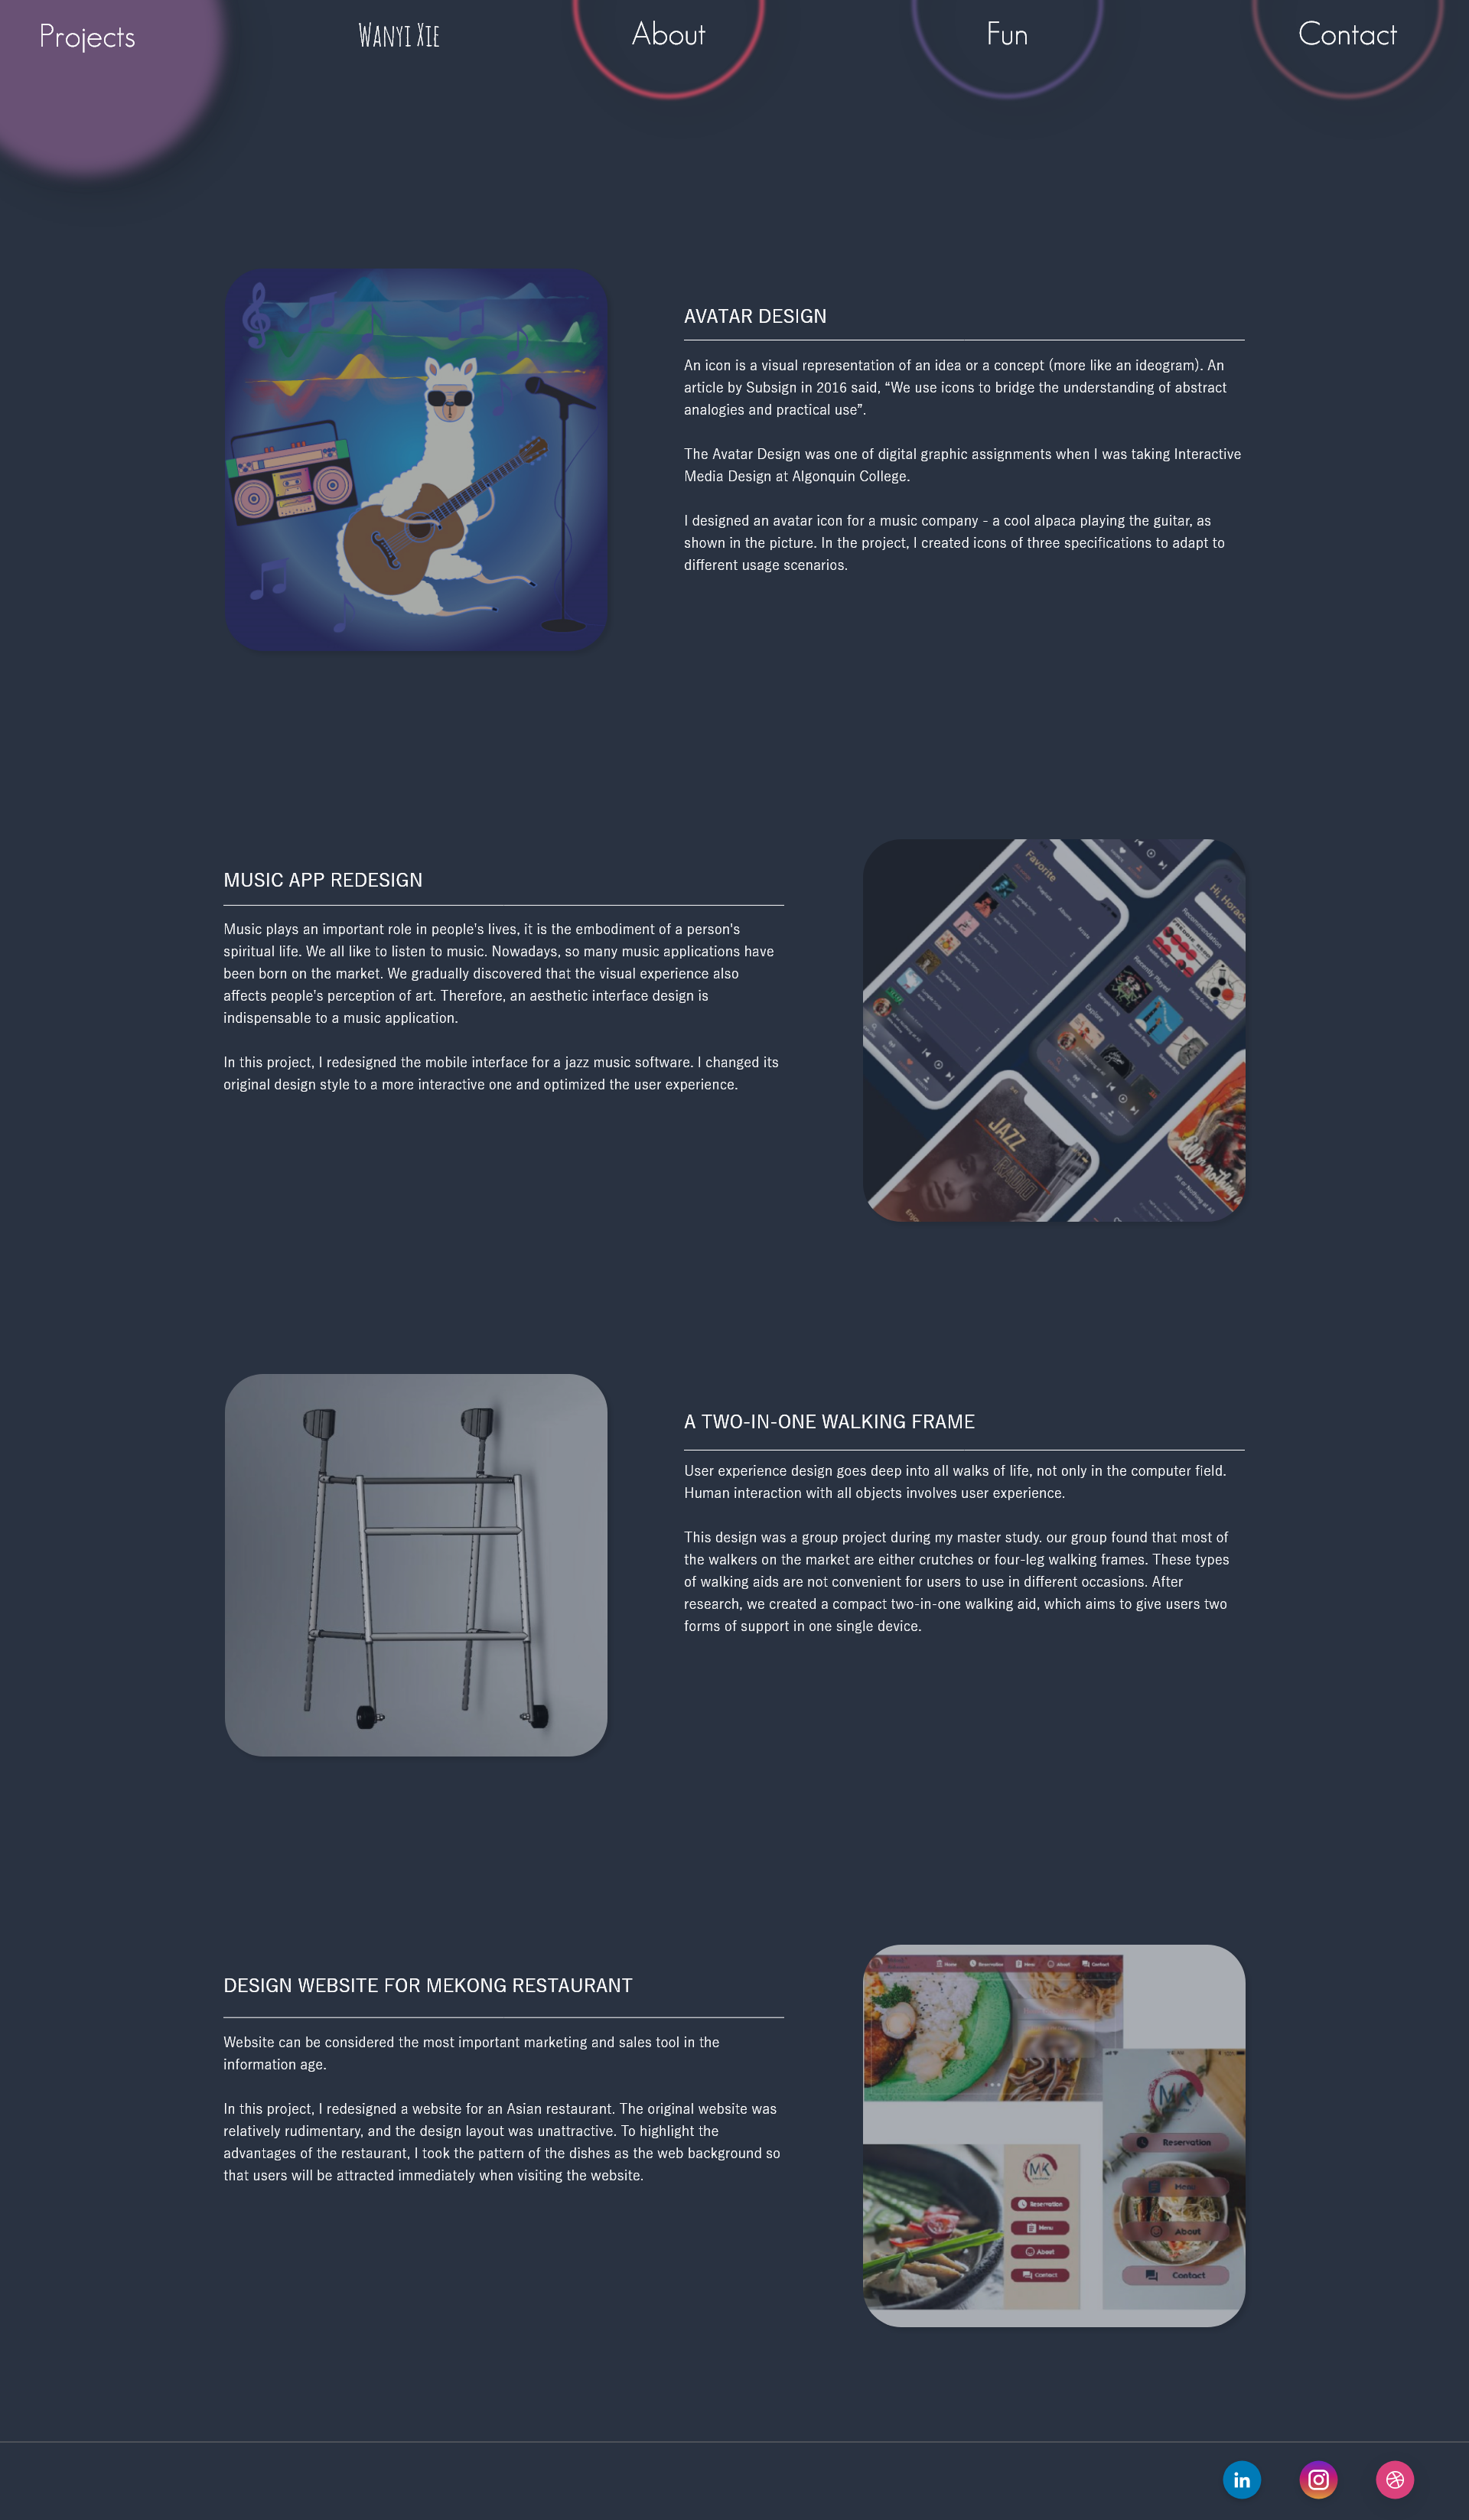 Projects
WANYI XIE
About
Fun
Contact
AVATAR DESIGN
An icon is a visual representation of an idea or a concept (more like an ideogram). An
article by Subsign in 2016 said, “We use icons to bridge the understanding of abstract
analogies and practical use”.
The Avatar Design was one of digital graphic assignments when I was taking Interactive
Media Design at Algonquin College.
I designed an avatar icon for a music company - a cool alpaca playing the guitar, as
shown in the picture. In the project, I created icons of three specifications to adapt to
different usage scenarios.
MUSIC APP REDESIGN
Music plays an important role in people's lives, it is the embodiment of a person's
spiritual life. We all like to listen to music. Nowadays, so many music applications have
been born on the market. We gradually discovered that the visual experience also
affects people's perception of art. Therefore, an aesthetic interface design is
indispensable to a music application.
In this project, I redesigned the mobile interface for a jazz music software. I changed its
original design style to a more interactive one and optimized the user experience.
Favorite
Hi, Horace
Recommendation
Recently Played
Explore
JAZZ
RADIO
All or Nothing at All
A TWO-IN-ONE WALKING FRAME
User experience design goes deep into all walks of life, not only in the computer field.
Human interaction with all objects involves user experience.
This design was a group project during my master study. our group found that most of
the walkers on the market are either crutches or four-leg walking frames. These types
of walking aids are not convenient for users to use in different occasions. After
research, we created a compact two-in-one walking aid, which aims to give users two
forms of support in one single device.
DESIGN WEBSITE FOR MEKONG RESTAURANT
Website can be considered the most important marketing and sales tool in the
information age.
In this project, I redesigned a website for an Asian restaurant. The original website was
relatively rudimentary, and the design layout was unattractive. To highlight the
advantages of the restaurant, I took the pattern of the dishes as the web background so
that users will be attracted immediately when visiting the website.
Home
Reservation
Menu
About
Contact
MK
Reservation
Menu
About
Contact
MK
Reservation
Menu
About
Contact
in